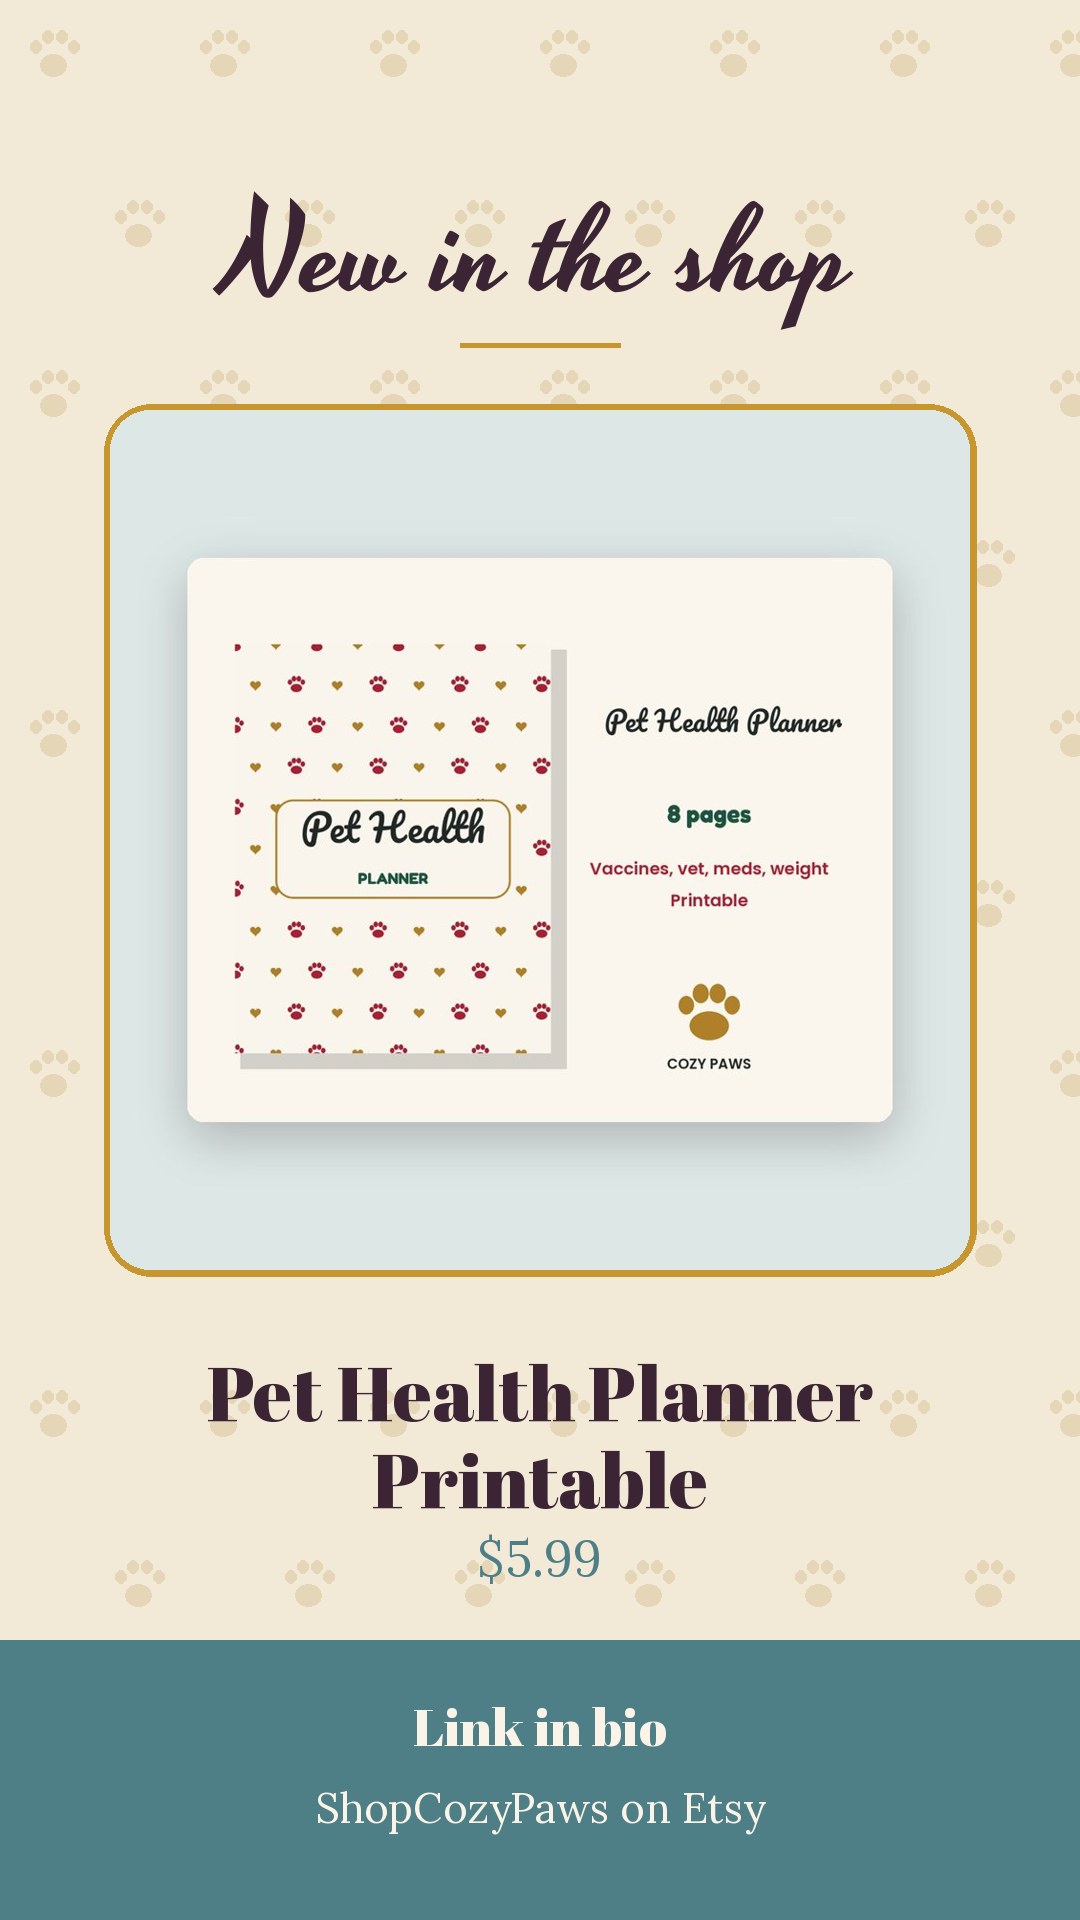 New in the shop
Pet Health
PLANNER
Pet Health Planner
8 pages
Vaccines, vet, meds, weight
Printable
COZY PAWS
Pet Health Planner
Printable
$5.99
Link in bio
ShopCozyPaws on Etsy